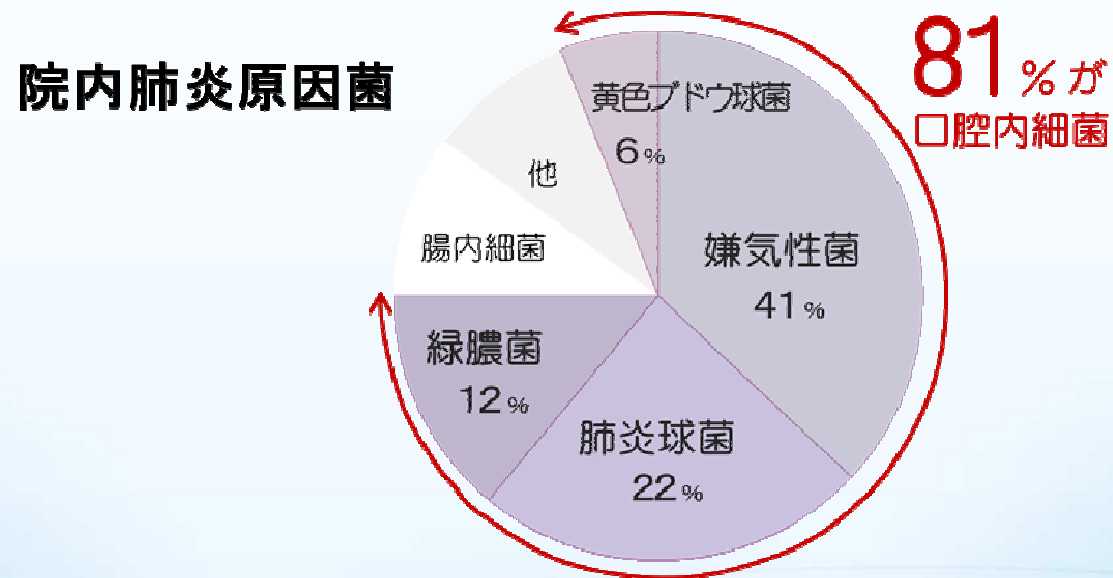 院内肺炎原因菌
81%が
口腔内細菌
黄色ブドウ球菌
6%
他
嫌気性菌
41%
腸内細菌
緑膿菌
12%
肺炎球菌
22%